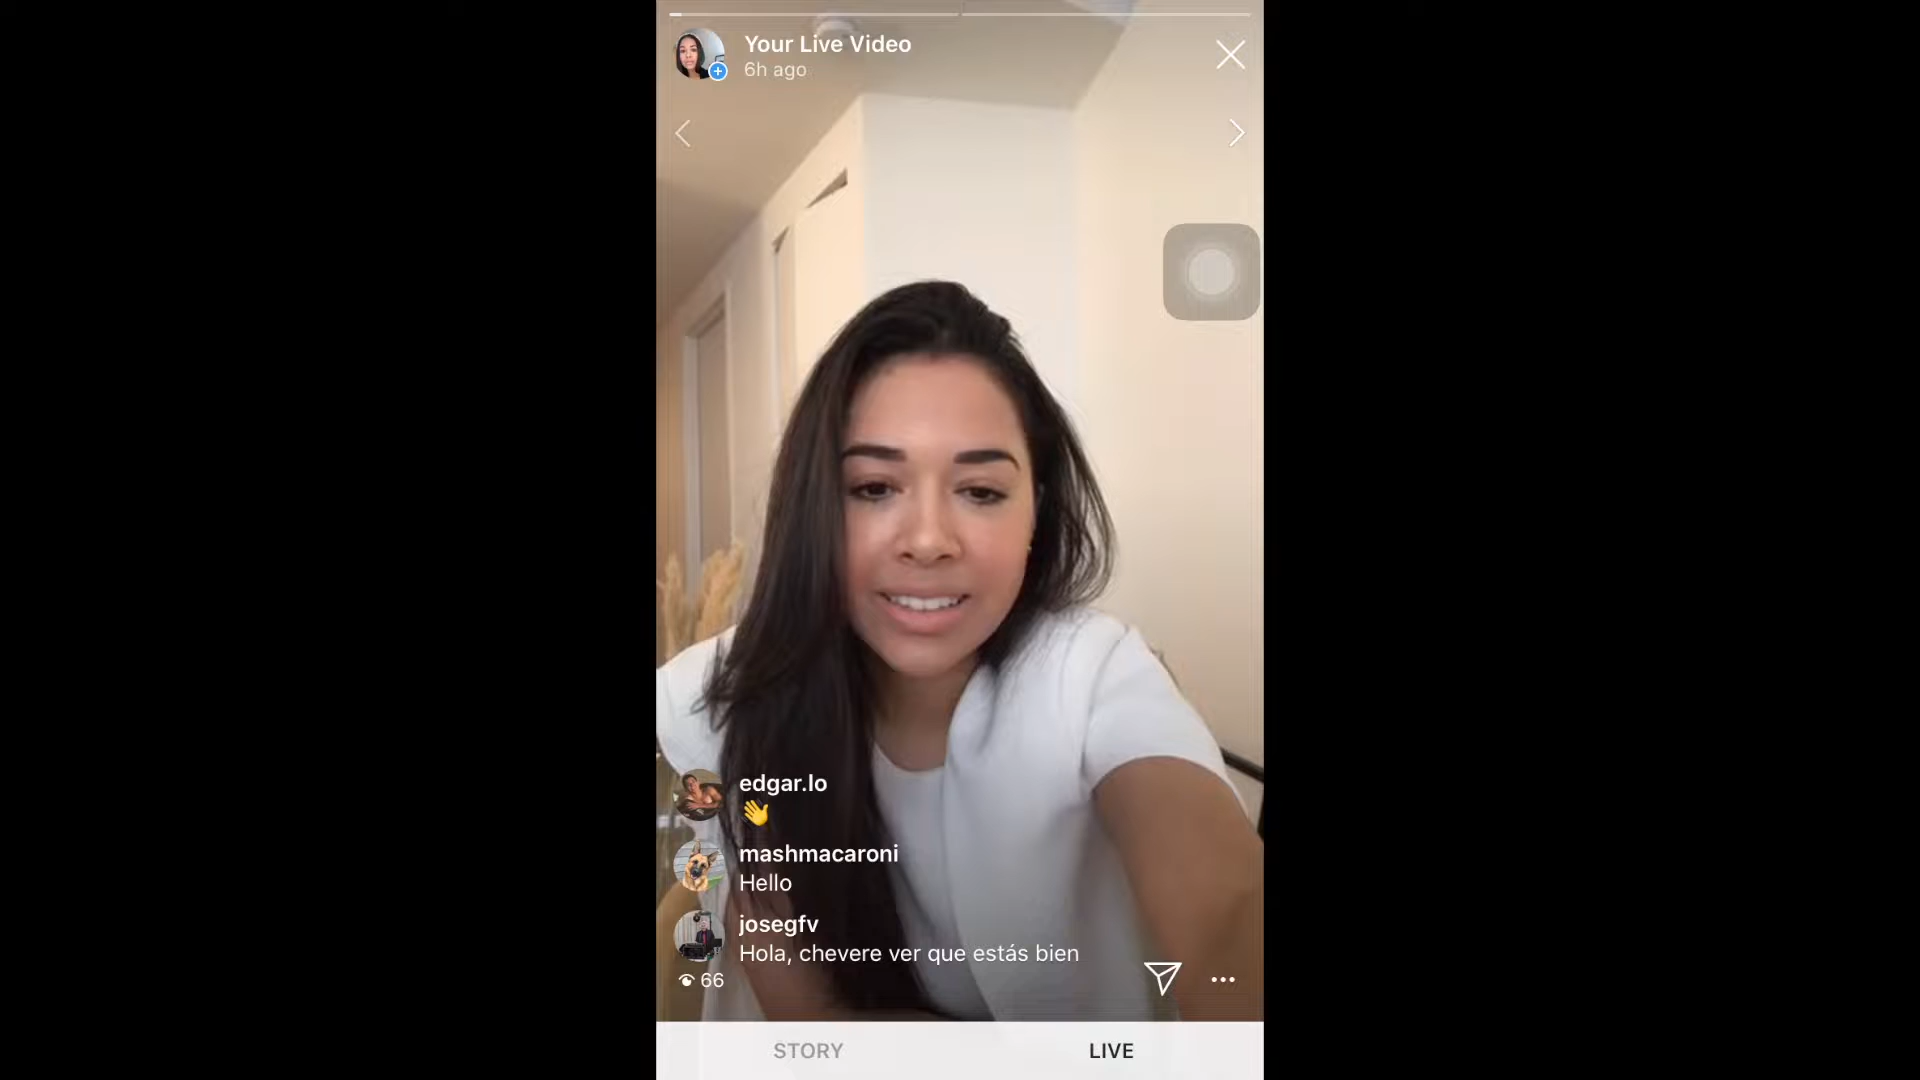 Your Live Video
6h ago
edgar.lo
👋
mashmacaroni
Hello
josegfv
Hola, chevere ver que estás bien
66
STORY
LIVE